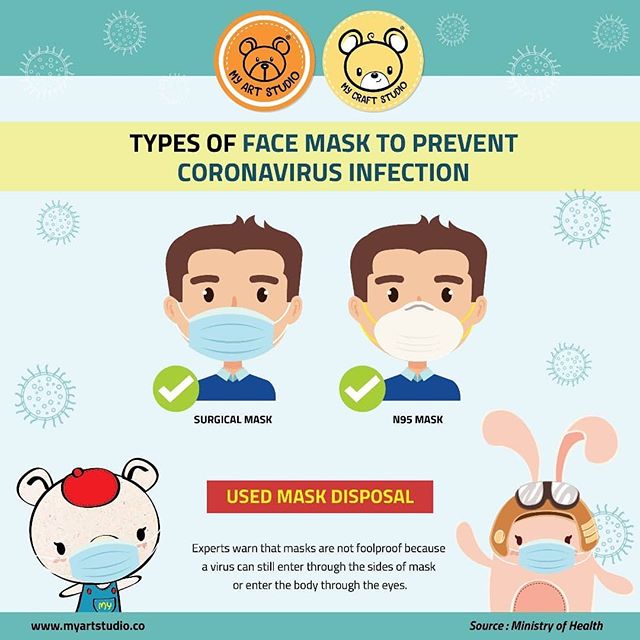 MY ART STUDIO
MY CRAFT STUDIO
TYPES OF FACE MASK TO PREVENT
CORONAVIRUS INFECTION
SURGICAL MASK
N95 MASK
USED MASK DISPOSAL
Experts warn that masks are not foolproof because
a virus can still enter through the sides of mask
or enter the body through the eyes.
MY
www.myartstudio.co
Source : Ministry of Health